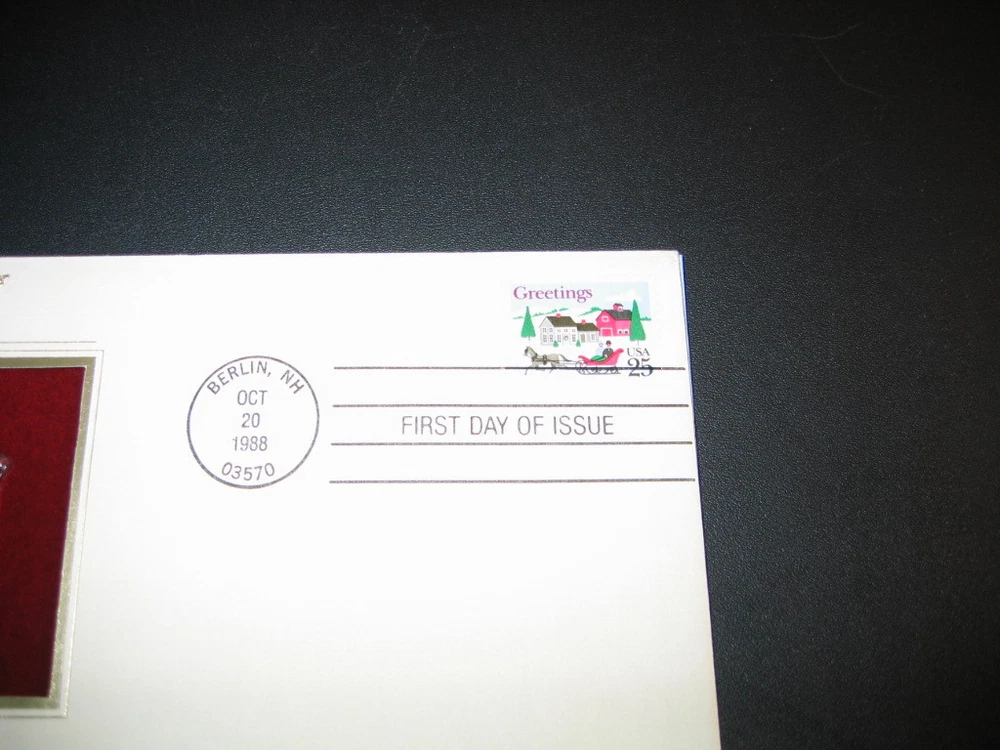 Greetings
USA
25
BERLIN, NH
OCT
20
1988
03570
FIRST DAY OF ISSUE